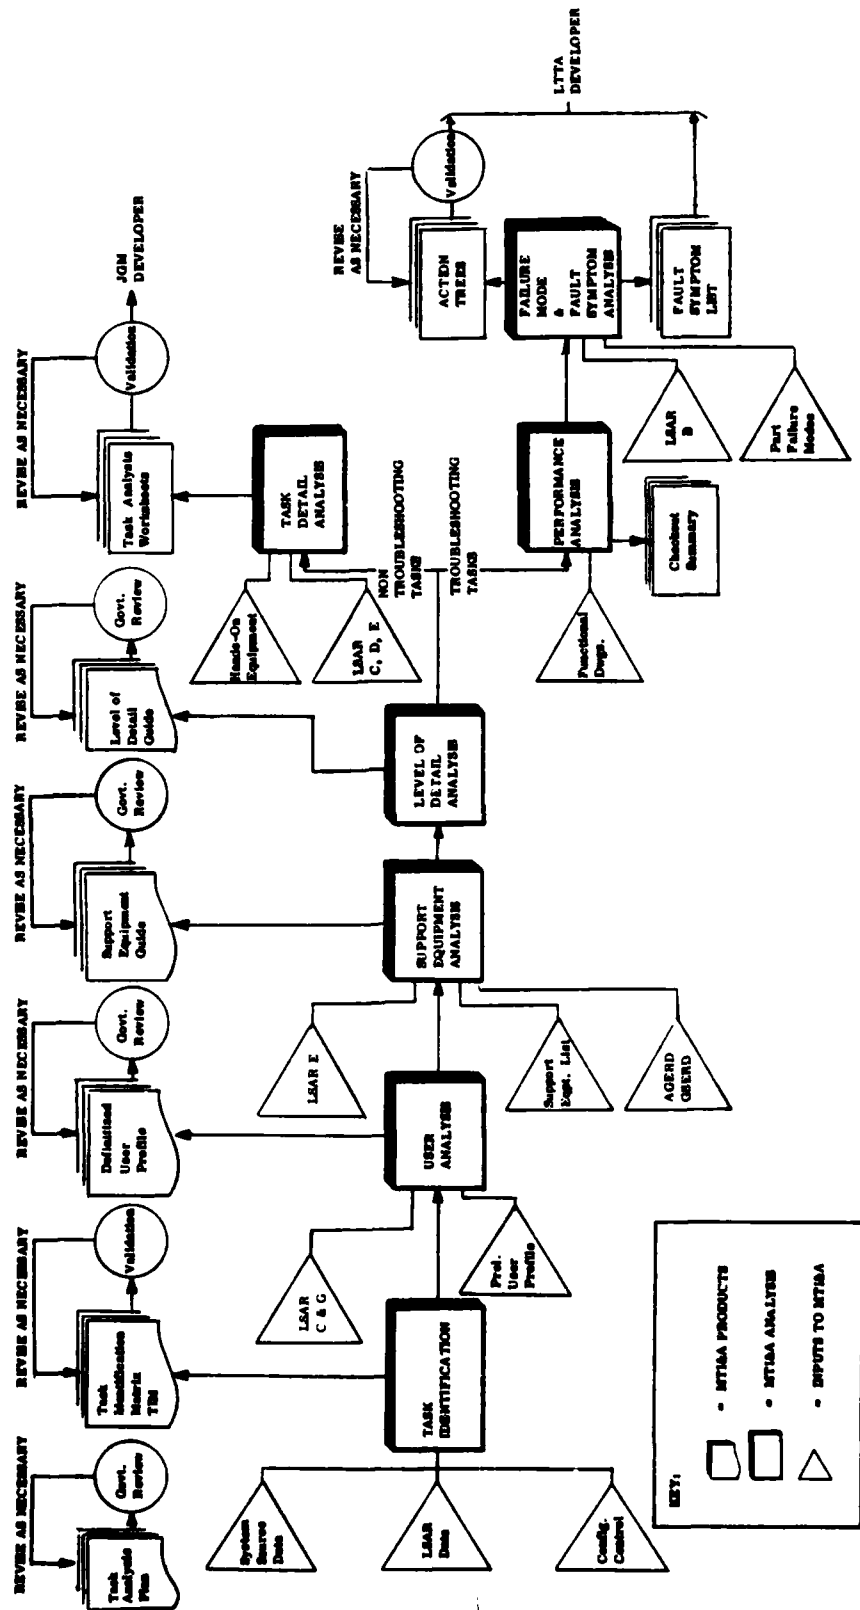 REVISE AS NECESSARY
Task
Analysis
Plan
Govt.
Review
REVISE AS NECESSARY
Task
Identification
Matrix
TIM
Validation
REVISE AS NECESSARY
Definitized
User
Profile
Govt.
Review
REVISE AS NECESSARY
Support
Equipment
Guide
Govt.
Review
REVISE AS NECESSARY
Level of
Detail
Guide
Govt.
Review
REVISE AS NECESSARY
Task Analysis
Worksheets
Validation
JGM
DEVELOPER
System
Source
Data
LSAR
Data
Config.
Control
TASK
IDENTIFICATION
LSAR
C & G
Prel.
User
Profile
USER
ANALYSIS
LSAR E
Support
Eqpt. List
AGERD
GSERD
SUPPORT
EQUIPMENT
ANALYSIS
LEVEL OF
DETAIL
ANALYSIS
Hands-On
Equipment
LSAR
C, D, E
TASK
DETAIL
ANALYSIS
NON
TROUBLESHOOTING
TASKS
TROUBLESHOOTING
TASKS
Functional
Dwgs.
PERFORMANCE
ANALYSIS
Checkout
Summary
LSAR
B
Part
Failure
Modes
REVISE
AS NECESSARY
ACTION
TREES
Validation
FAILURE
MODE
&
FAULT
SYMPTOM
ANALYSIS
FAULT
SYMPTOM
LIST
LTTA
DEVELOPER
KEY:
= MTI&A PRODUCTS
= MTI&A ANALYSIS
= INPUTS TO MTI&A